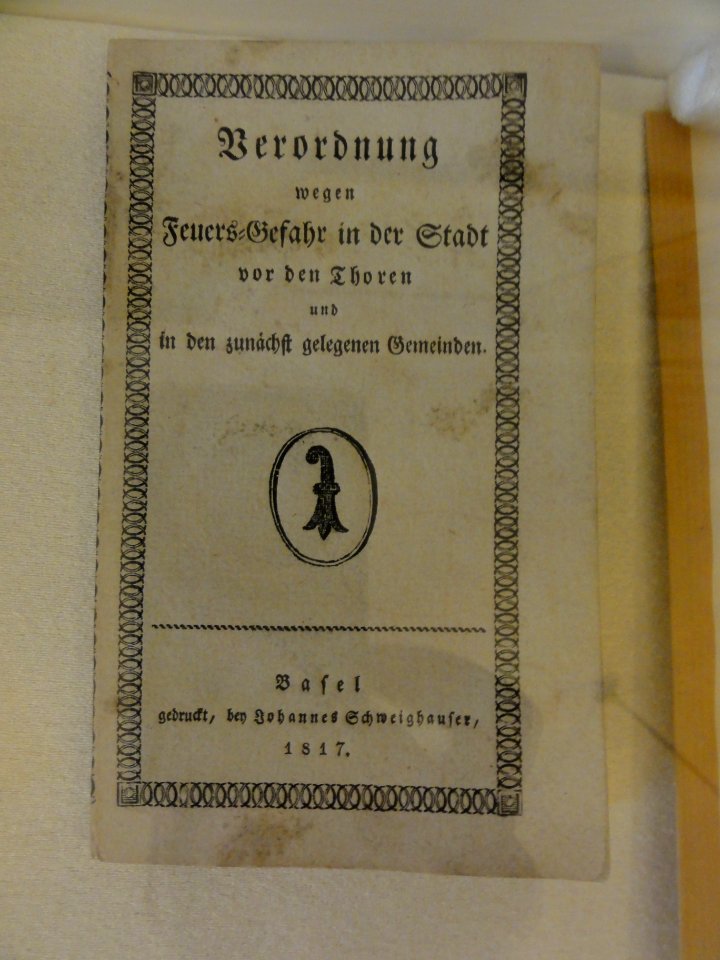 Verordnung
wegen
Feuers-Gefahr in der Stadt
vor den Thoren
und
in den zunächst gelegenen Gemeinden.
Basel
gedruckt, bey Johannes Schweighauser,
1817.